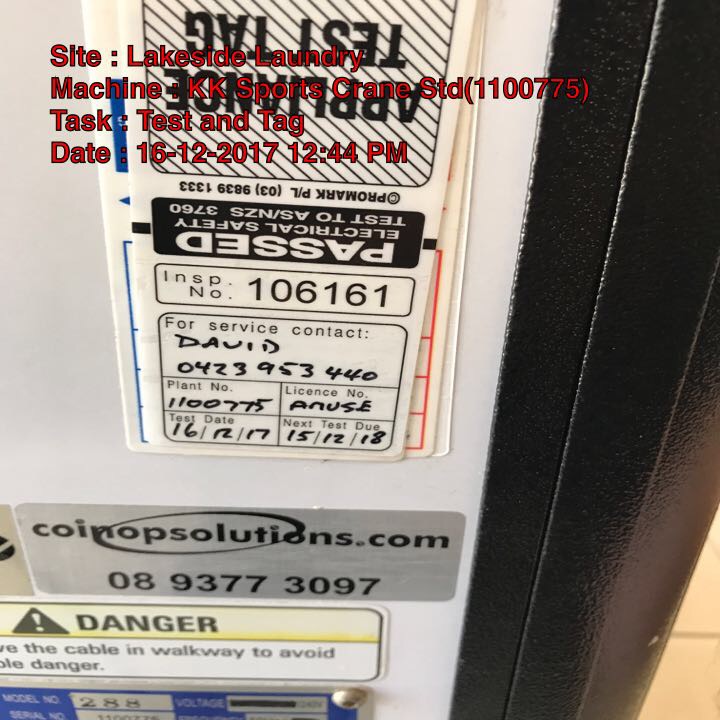 Site : Lakeside Laundry
Machine : KK Sports Crane Std(1100775)
Task : Test and Tag
Date : 16-12-2017 12:44 PM
APPLIANCE
TEST TAG
©PROMARK P/L (03) 9839 1333
PASSED
ELECTRICAL SAFETY
TEST TO AS/NZS 3760
Insp. No. 106161
For service contact:
DAVID
0423 953 440
Plant No. Licence No.
1100775 AMUSE
Test Date Next Test Due
16/12/17 15/12/18
coinopsolutions.com
08 9377 3097
DANGER
the cable in walkway to avoid
danger.
MODEL NO. 288 VOLTAGE 240V
SERIAL NO. 1100775